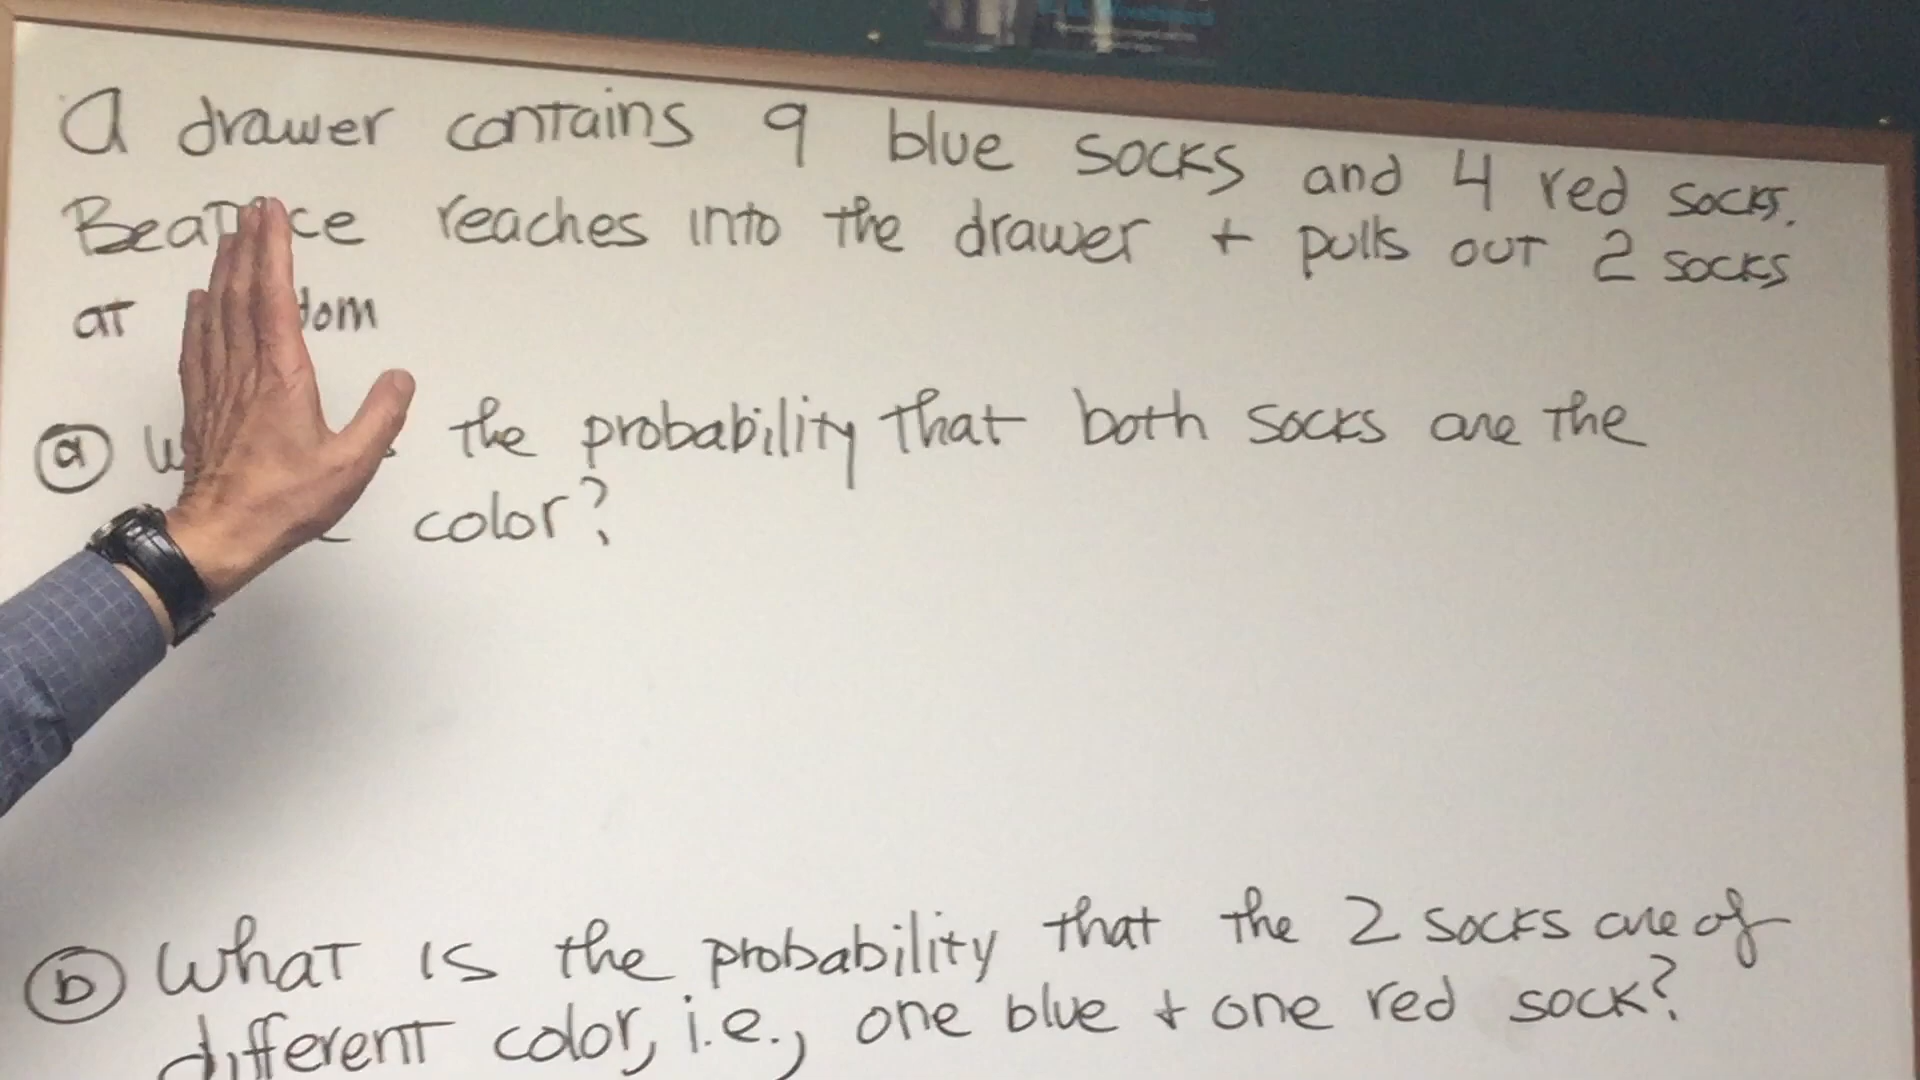 A drawer contains 9 blue socks and 4 red socks.
reaches into the drawer + pulls out 2 socks
at
the probability that both socks are the
color?
b What is the probability that the 2 socks are of
different color, i.e., one blue + one red sock?